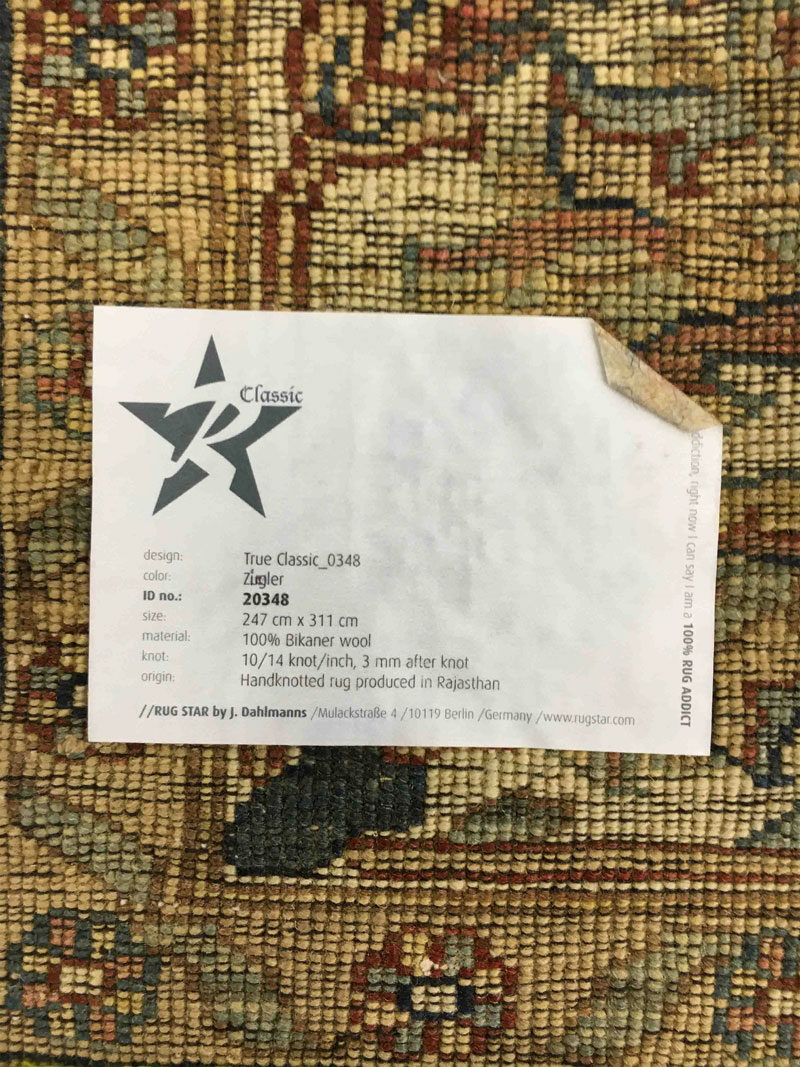 Classic
design: True Classic_0348
color: Ziegler
ID no.: 20348
size: 247 cm x 311 cm
material: 100% Bikaner wool
knot: 10/14 knot/inch, 3 mm after knot
origin: Handknotted rug produced in Rajasthan
//RUG STAR by J. Dahlmanns /Mulackstraße 4 /10119 Berlin /Germany /www.rugstar.com
right now I can say I am a 100% RUG ADDICT